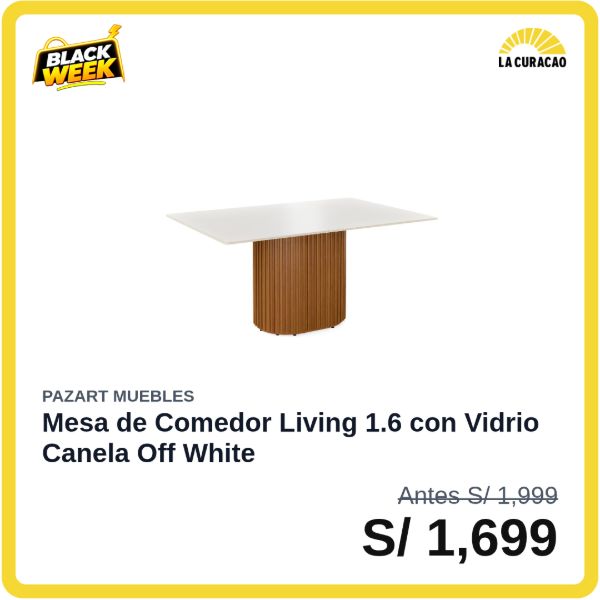 BLACK
WEEK
LA CURACAO
PAZART MUEBLES
Mesa de Comedor Living 1.6 con Vidrio
Canela Off White
Antes S/ 1,999
S/ 1,699